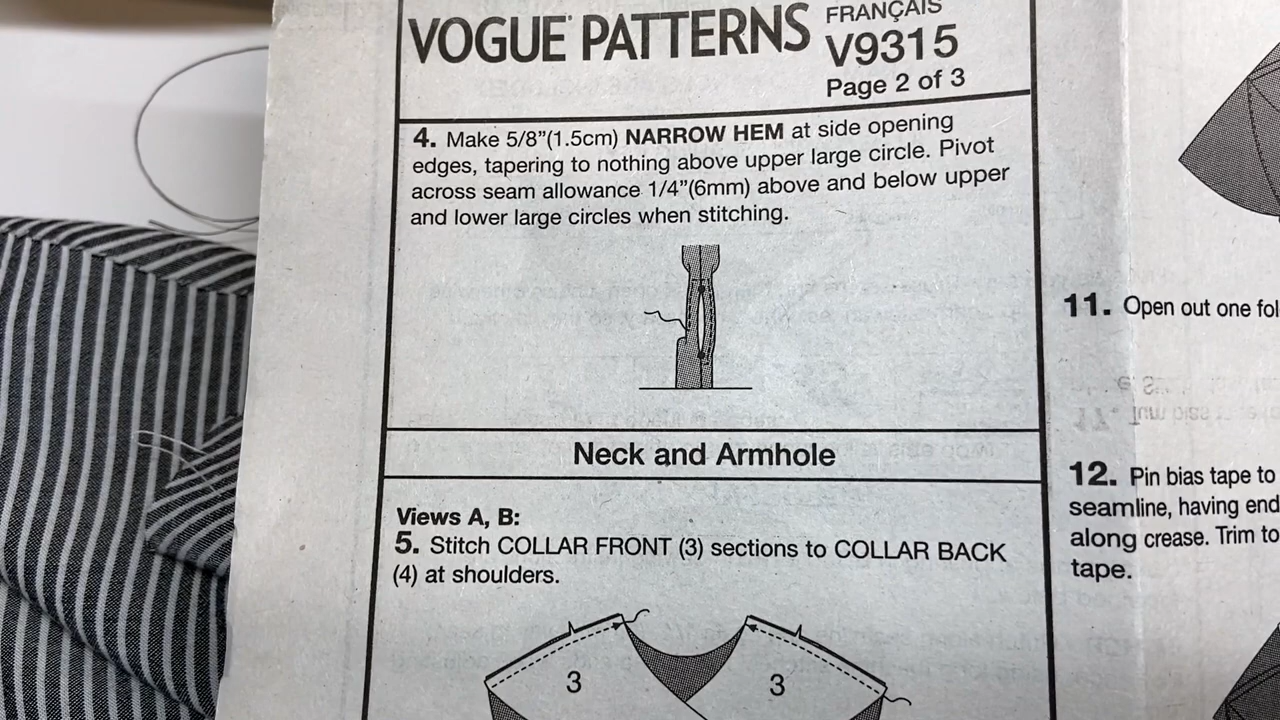 VOGUE PATTERNS
FRANÇAIS
V9315
Page 2 of 3
4. Make 5/8”(1.5cm) NARROW HEM at side opening
edges, tapering to nothing above upper large circle. Pivot
across seam allowance 1/4”(6mm) above and below upper
and lower large circles when stitching.
Neck and Armhole
Views A, B:
5. Stitch COLLAR FRONT (3) sections to COLLAR BACK
(4) at shoulders.
3
3
11. Open out one fol
12. Pin bias tape to
seamline, having end
along crease. Trim to
tape.